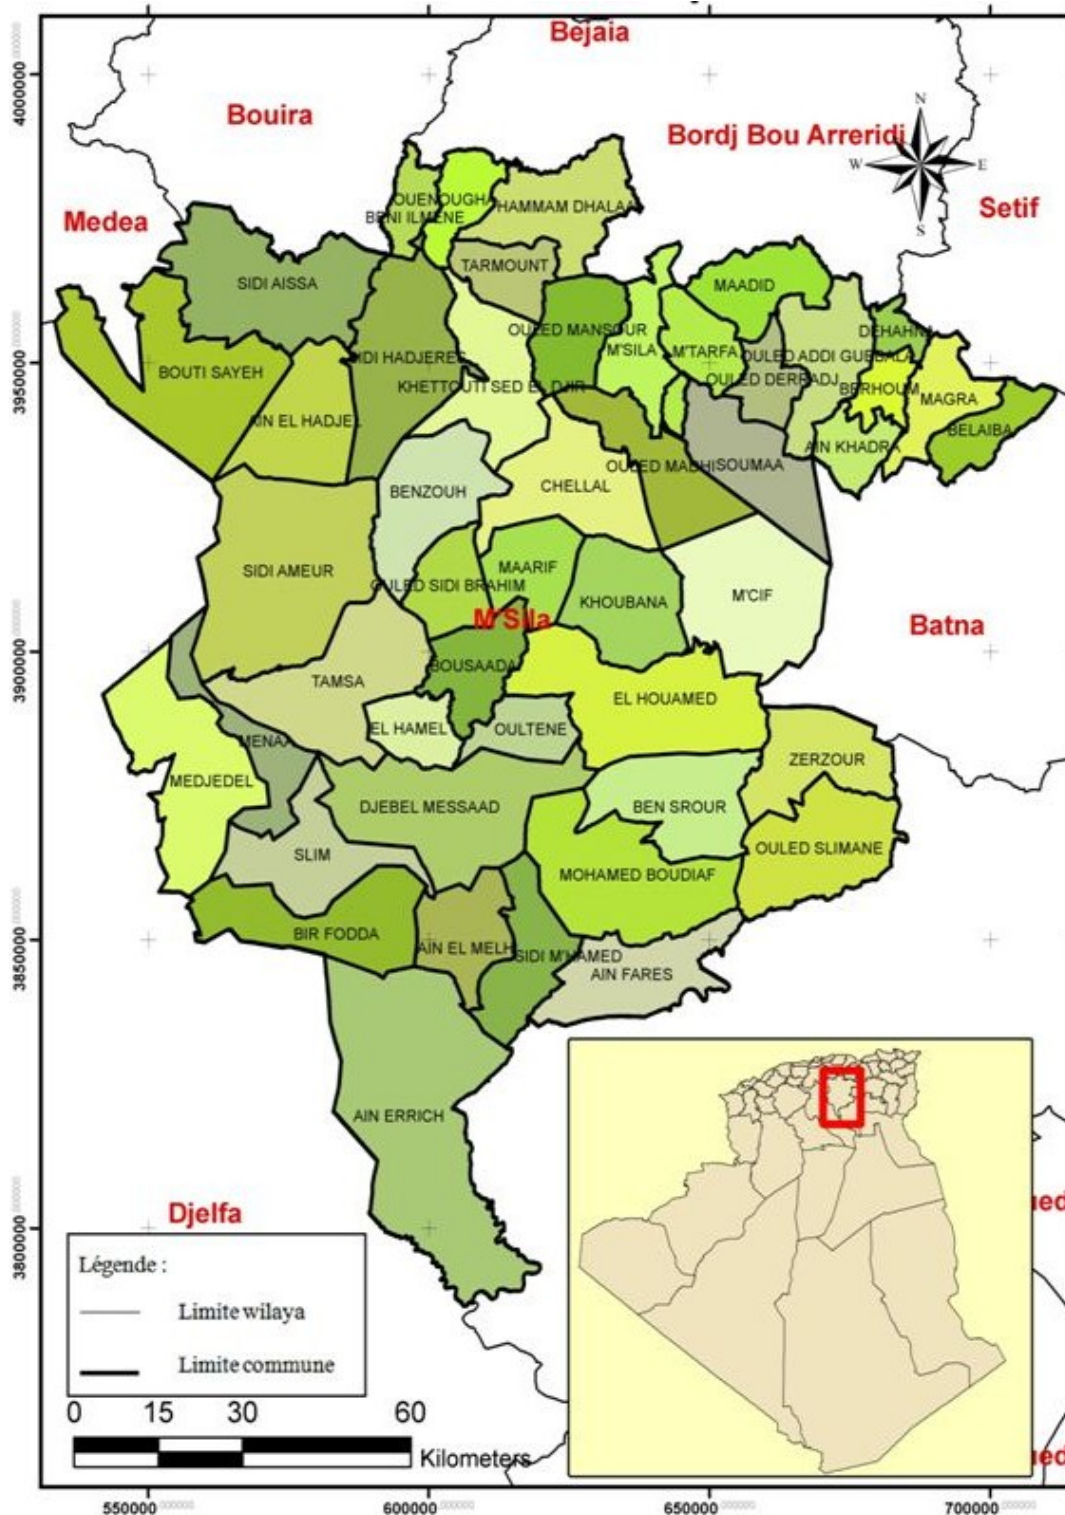 Bejaia
Bouira
Bordj Bou Arreridj
N
W
E
S
Medea
Setif
OUENOUGHA
BENI ILMENE
HAMMAM DHALAA
TARMOUNT
SIDI AISSA
MAADID
OULED MANSOUR
DEHAHNA
SIDI HADJERES
M'SILA
M'TARFA
OULED ADDI GUEBALA
BOUTI SAYEH
KHETTOUTI SED EL DJIR
OULED DERRADJ
BERHOUM
MAGRA
AIN EL HADJEL
BELAIBA
AIN KHADRA
OULED MADHI
SOUMAA
BENZOUH
CHELLAL
SIDI AMEUR
MAARIF
OULED SIDI BRAHIM
M'CIF
KHOUBANA
M'Sila
Batna
BOUSAADA
TAMSA
EL HOUAMED
EL HAMEL
OULTENE
MENAA
ZERZOUR
MEDJEDEL
DJEBEL MESSAAD
BEN SROUR
SLIM
OULED SLIMANE
MOHAMED BOUDIAF
BIR FODDA
AIN EL MELH
SIDI M'HAMED
AIN FARES
AIN ERRICH
Djelfa
ued
ued
Légende :
Limite wilaya
Limite commune
0 15 30 60
Kilometers
4000000
3950000
3900000
3850000
3800000
550000 600000 650000 700000